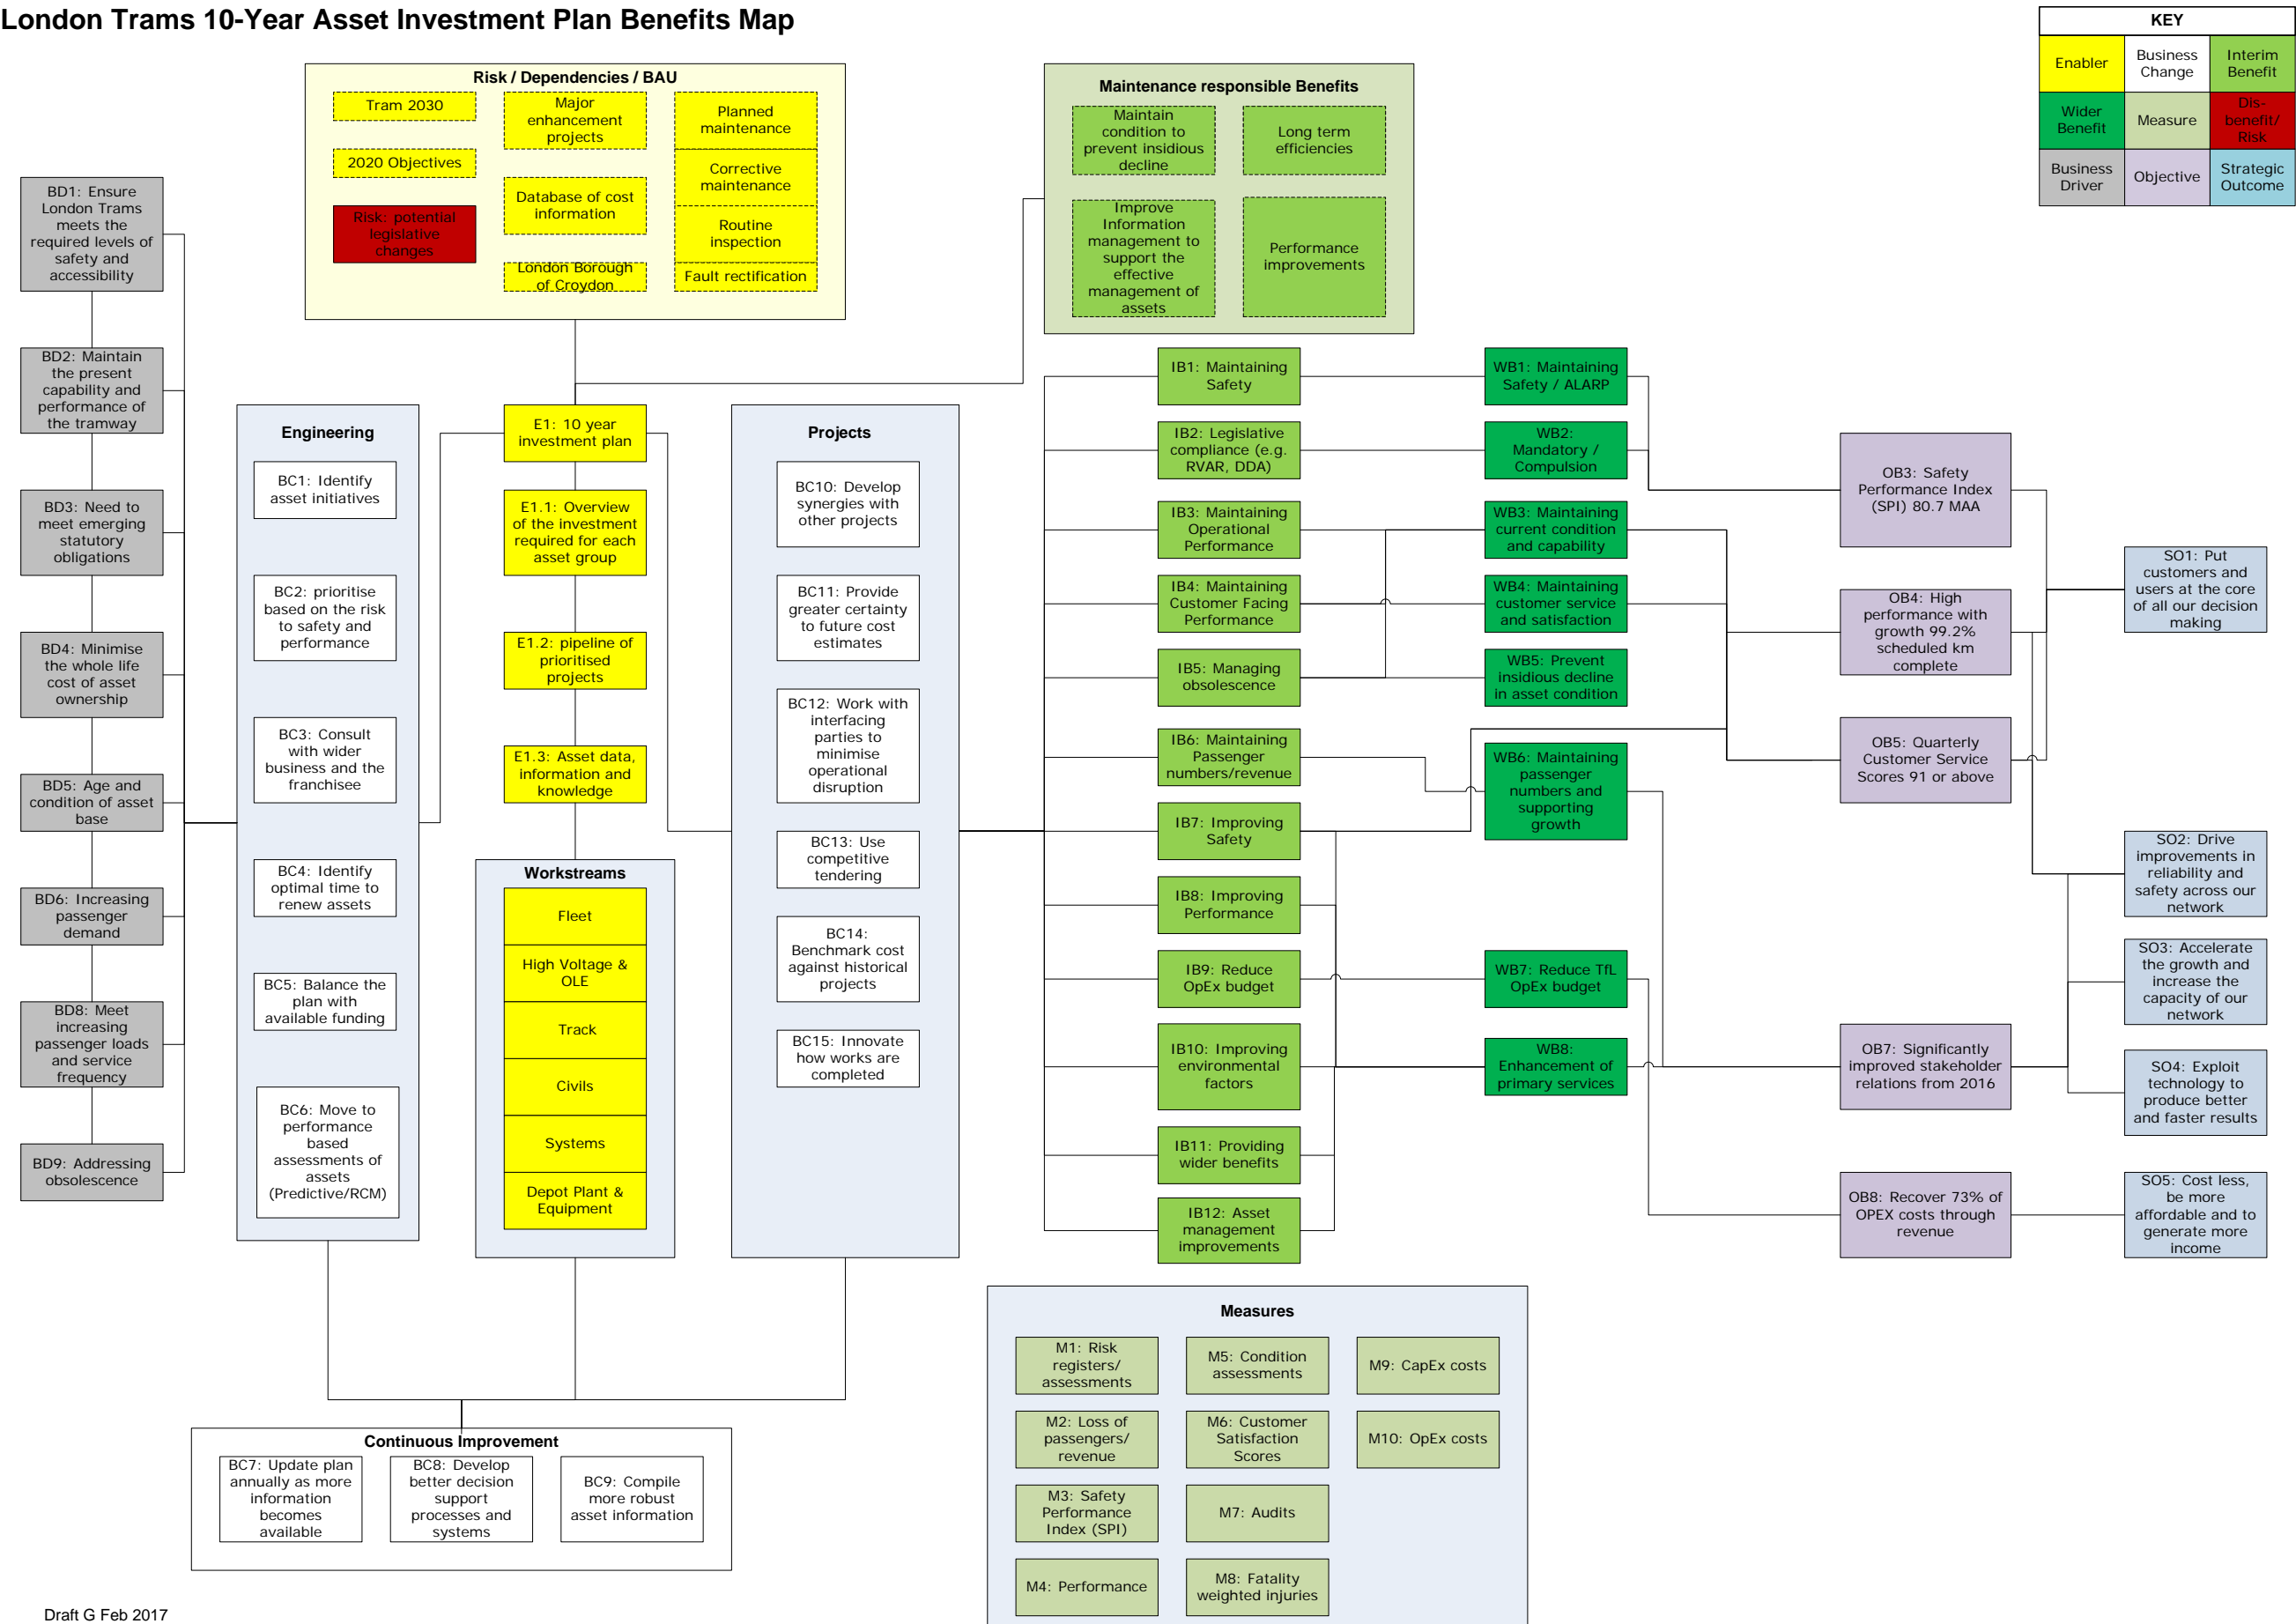 London Trams 10-Year Asset Investment Plan Benefits Map
KEY
Enabler
Business
Change
Interim
Benefit
Wider
Benefit
Measure
Dis-
benefit/
Risk
Business
Driver
Objective
Strategic
Outcome
Risk / Dependencies / BAU
Tram 2030
2020 Objectives
Risk: potential
legislative
changes
Major
enhancement
projects
Database of cost
information
London Borough
of Croydon
Planned
maintenance
Corrective
maintenance
Routine
inspection
Fault rectification
Maintenance responsible Benefits
Maintain
condition to
prevent insidious
decline
Long term
efficiencies
Improve
Information
management to
support the
effective
management of
assets
Performance
improvements
BD1: Ensure
London Trams
meets the
required levels of
safety and
accessibility
BD2: Maintain
the present
capability and
performance of
the tramway
BD3: Need to
meet emerging
statutory
obligations
BD4: Minimise
the whole life
cost of asset
ownership
BD5: Age and
condition of asset
base
BD6: Increasing
passenger
demand
BD8: Meet
increasing
passenger loads
and service
frequency
BD9: Addressing
obsolescence
Engineering
BC1: Identify
asset initiatives
BC2: prioritise
based on the risk
to safety and
performance
BC3: Consult
with wider
business and the
franchisee
BC4: Identify
optimal time to
renew assets
BC5: Balance the
plan with
available funding
BC6: Move to
performance
based
assessments of
assets
(Predictive/RCM)
E1: 10 year
investment plan
E1.1: Overview
of the investment
required for each
asset group
E1.2: pipeline of
prioritised
projects
E1.3: Asset data,
information and
knowledge
Workstreams
Fleet
High Voltage &
OLE
Track
Civils
Systems
Depot Plant &
Equipment
Projects
BC10: Develop
synergies with
other projects
BC11: Provide
greater certainty
to future cost
estimates
BC12: Work with
interfacing
parties to
minimise
operational
disruption
BC13: Use
competitive
tendering
BC14:
Benchmark cost
against historical
projects
BC15: Innovate
how works are
completed
IB1: Maintaining
Safety
IB2: Legislative
compliance (e.g.
RVAR, DDA)
IB3: Maintaining
Operational
Performance
IB4: Maintaining
Customer Facing
Performance
IB5: Managing
obsolescence
IB6: Maintaining
Passenger
numbers/revenue
IB7: Improving
Safety
IB8: Improving
Performance
IB9: Reduce
OpEx budget
IB10: Improving
environmental
factors
IB11: Providing
wider benefits
IB12: Asset
management
improvements
WB1: Maintaining
Safety / ALARP
WB2:
Mandatory /
Compulsion
WB3: Maintaining
current condition
and capability
WB4: Maintaining
customer service
and satisfaction
WB5: Prevent
insidious decline
in asset condition
WB6: Maintaining
passenger
numbers and
supporting
growth
WB7: Reduce TfL
OpEx budget
WB8:
Enhancement of
primary services
OB3: Safety
Performance Index
(SPI) 80.7 MAA
OB4: High
performance with
growth 99.2%
scheduled km
complete
OB5: Quarterly
Customer Service
Scores 91 or above
OB7: Significantly
improved stakeholder
relations from 2016
OB8: Recover 73% of
OPEX costs through
revenue
SO1: Put
customers and
users at the core
of all our decision
making
SO2: Drive
improvements in
reliability and
safety across our
network
SO3: Accelerate
the growth and
increase the
capacity of our
network
SO4: Exploit
technology to
produce better
and faster results
SO5: Cost less,
be more
affordable and to
generate more
income
Continuous Improvement
BC7: Update plan
annually as more
information
becomes
available
BC8: Develop
better decision
support
processes and
systems
BC9: Compile
more robust
asset information
Measures
M1: Risk
registers/
assessments
M2: Loss of
passengers/
revenue
M3: Safety
Performance
Index (SPI)
M4: Performance
M5: Condition
assessments
M6: Customer
Satisfaction
Scores
M7: Audits
M8: Fatality
weighted injuries
M9: CapEx costs
M10: OpEx costs
Draft G Feb 2017